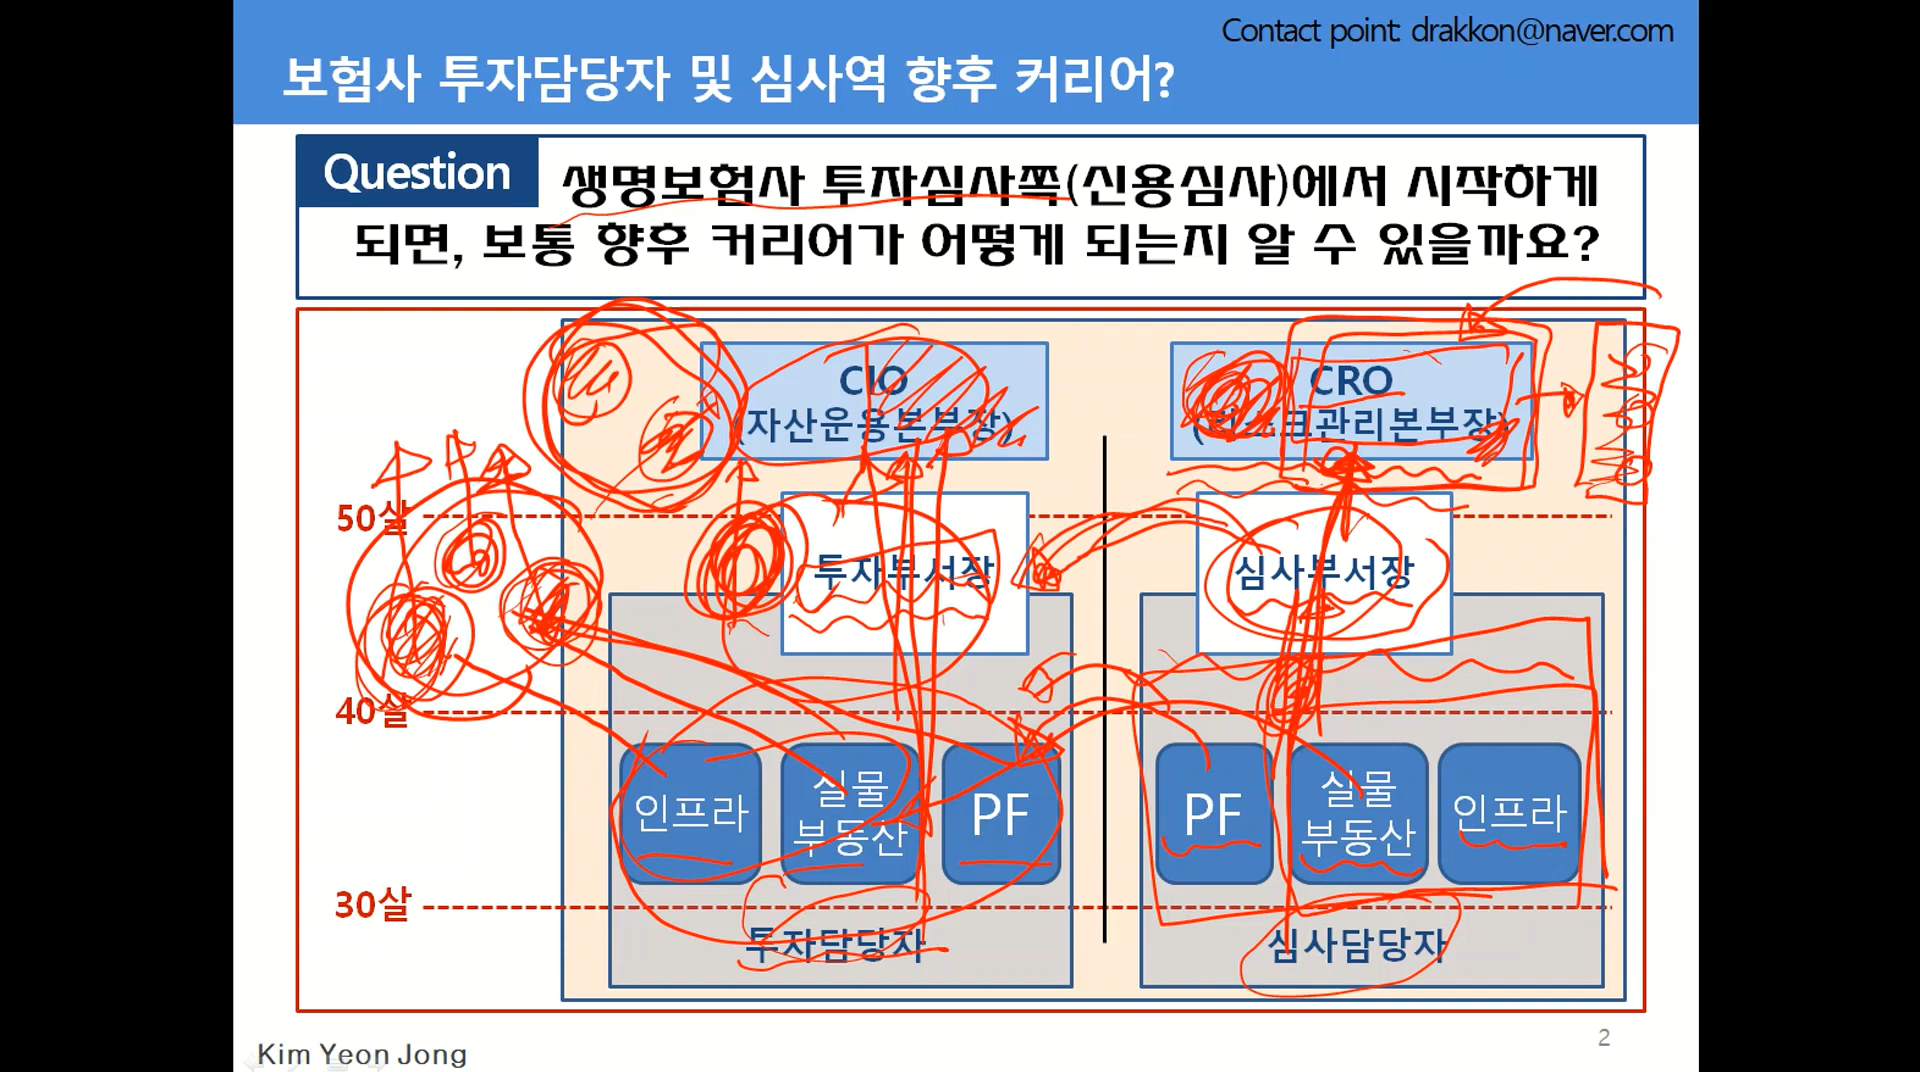 Contact point: drakkon@naver.com
보험사 투자담당자 및 심사역 향후 커리어?
Question
생명보험사 투자심사쪽(신용심사)에서 시작하게
되면, 보통 향후 커리어가 어떻게 되는지 알 수 있을까요?
CIO
(자산운용본부장)
CRO
(리스크관리본부장)
50살
투자부서장
심사부서장
40살
인프라
실물
부동산
PF
PF
실물
부동산
인프라
30살
투자담당자
심사담당자
Kim Yeon Jong
2